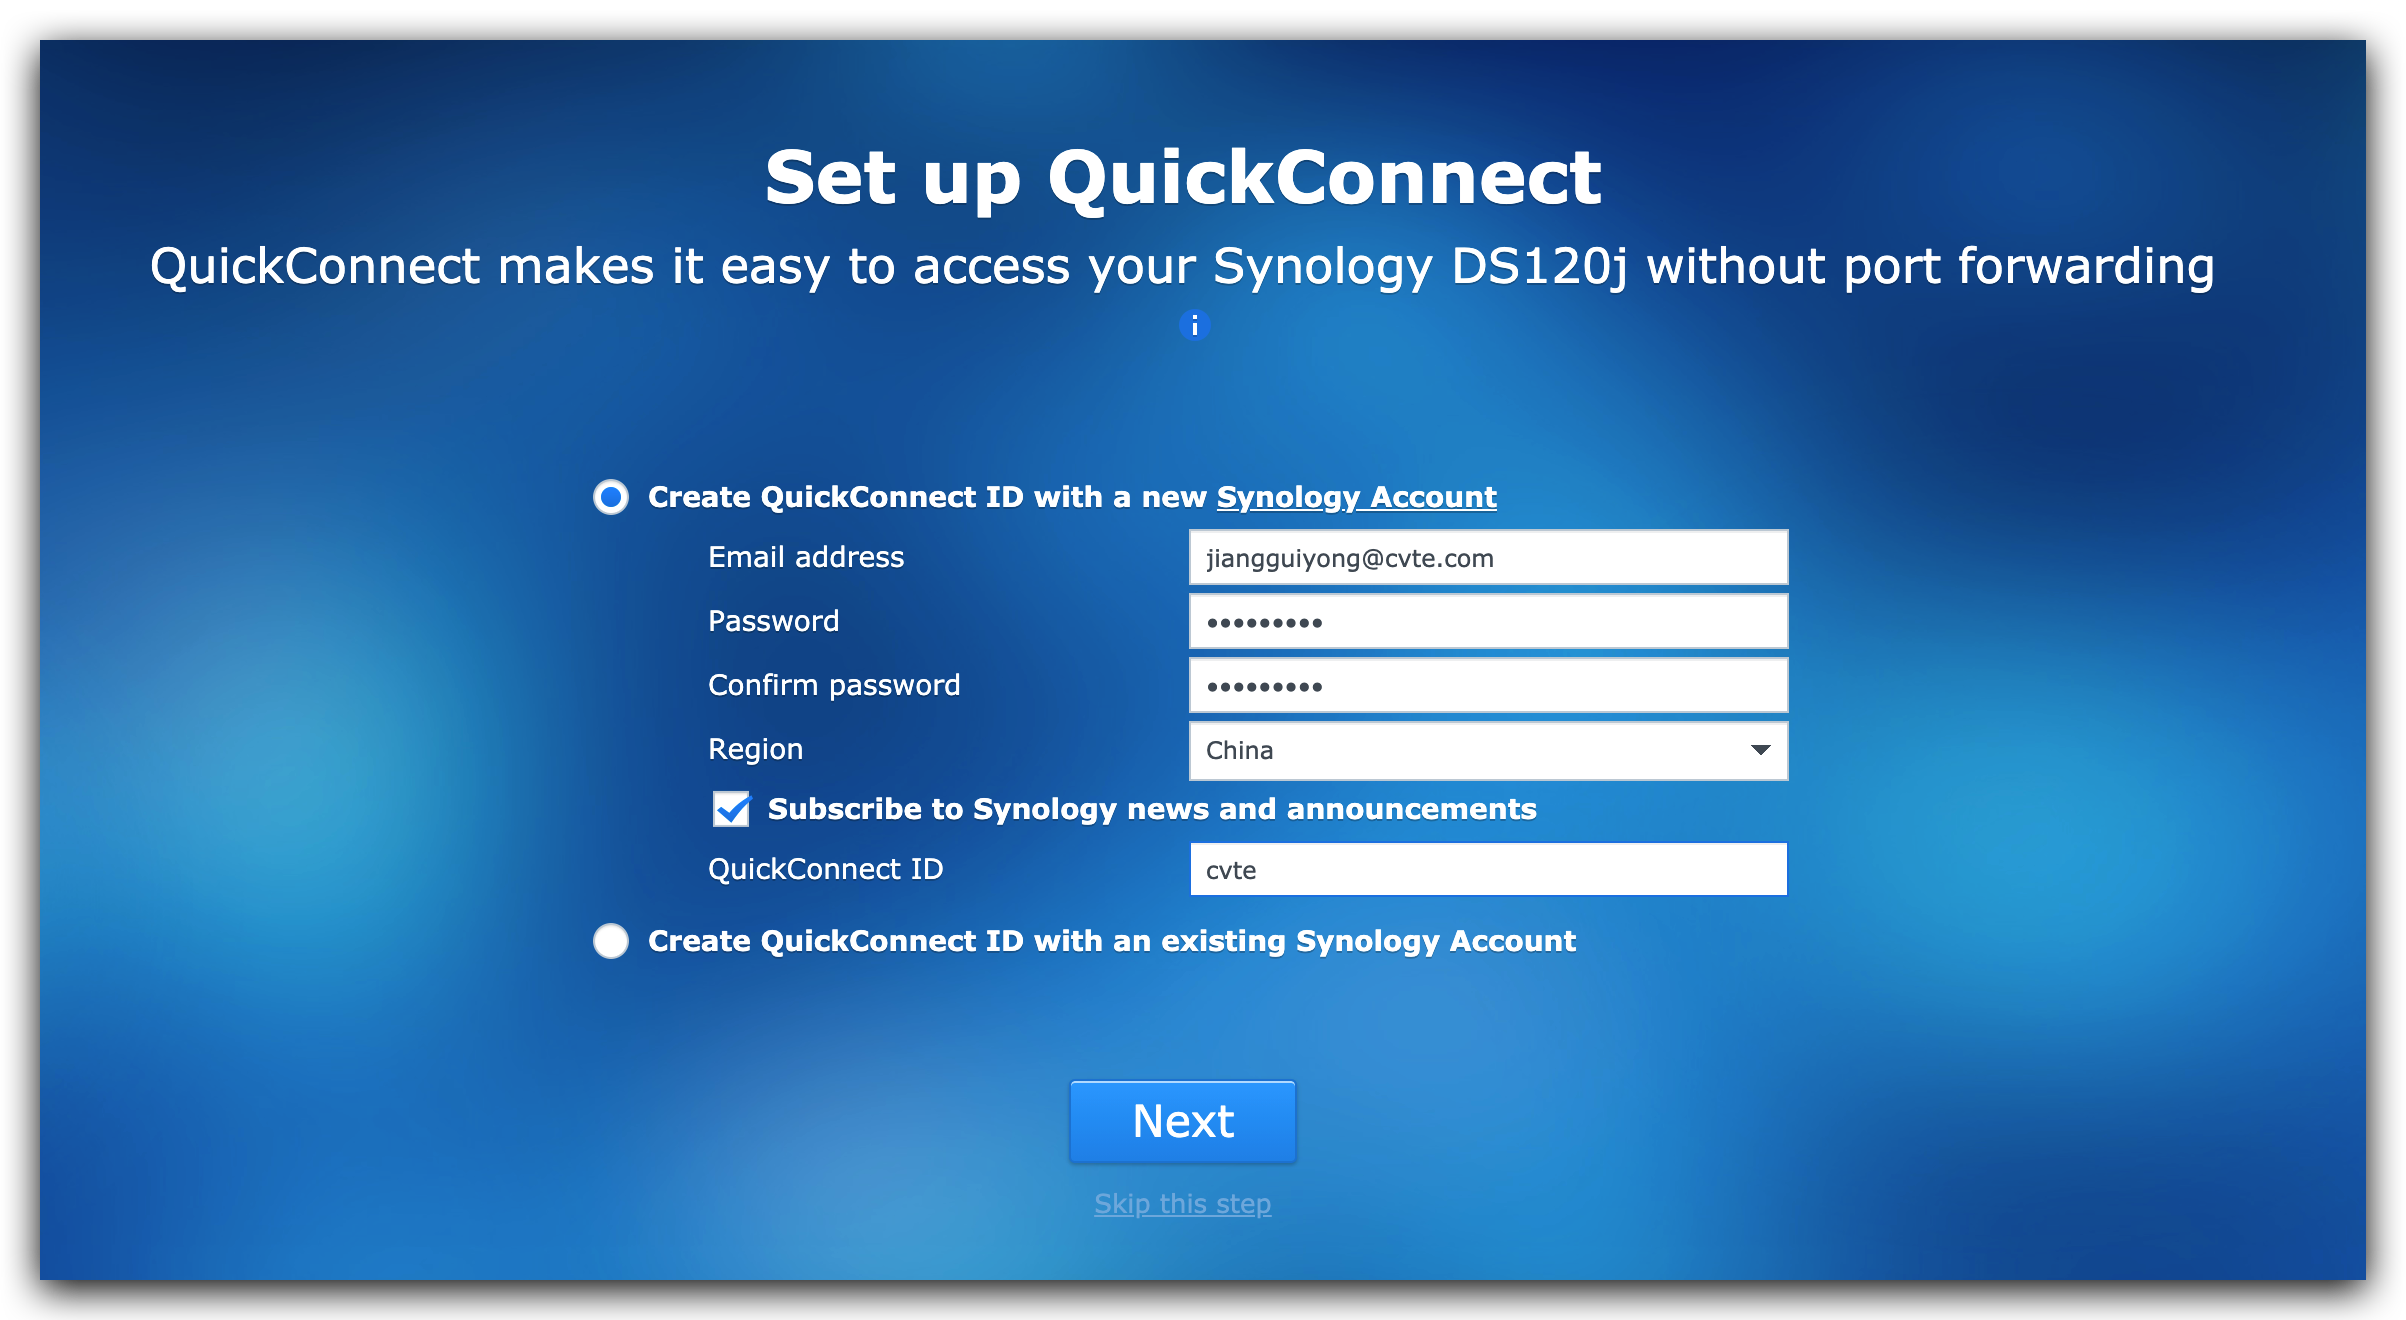 Set up QuickConnect
QuickConnect makes it easy to access your Synology DS120j without port forwarding
i
Create QuickConnect ID with a new Synology Account
Email address jiangguiyong@cvte.com
Password •••••••••
Confirm password •••••••••
Region China
Subscribe to Synology news and announcements
QuickConnect ID cvte
Create QuickConnect ID with an existing Synology Account
Next
Skip this step